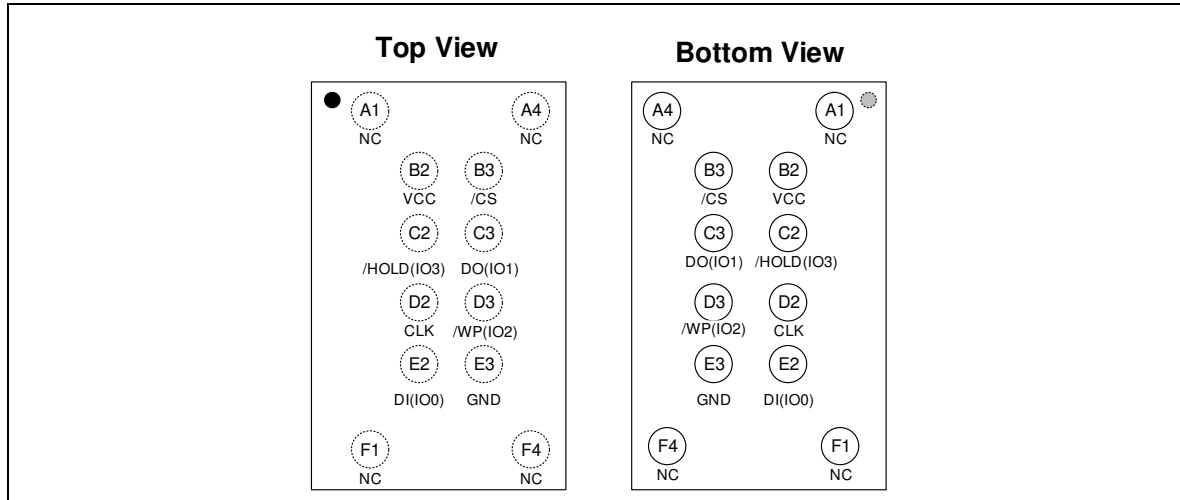 Top View
A1 A4
NC NC
B2 B3
VCC /CS
C2 C3
/HOLD(IO3) DO(IO1)
D2 D3
CLK /WP(IO2)
E2 E3
DI(IO0) GND
F1 F4
NC NC
Bottom View
A4 A1
NC NC
B3 B2
/CS VCC
C3 C2
DO(IO1) /HOLD(IO3)
D3 D2
/WP(IO2) CLK
E3 E2
GND DI(IO0)
F4 F1
NC NC